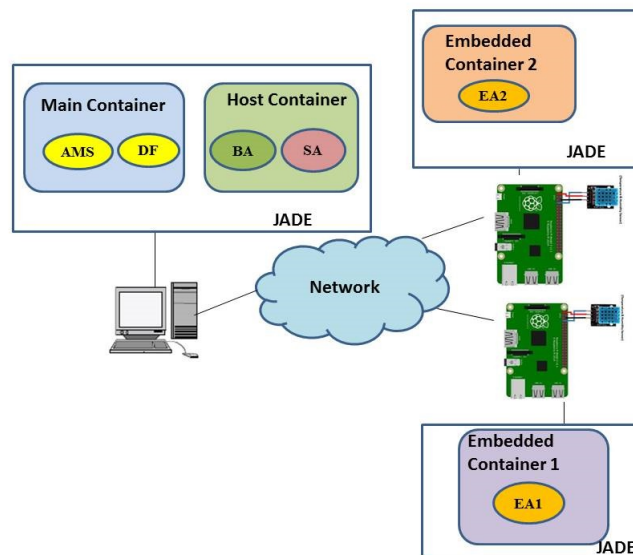 Embedded
Container 2
EA2
JADE
Main Container
AMS
DF
Host Container
BA
SA
JADE
Network
Embedded
Container 1
EA1
JADE